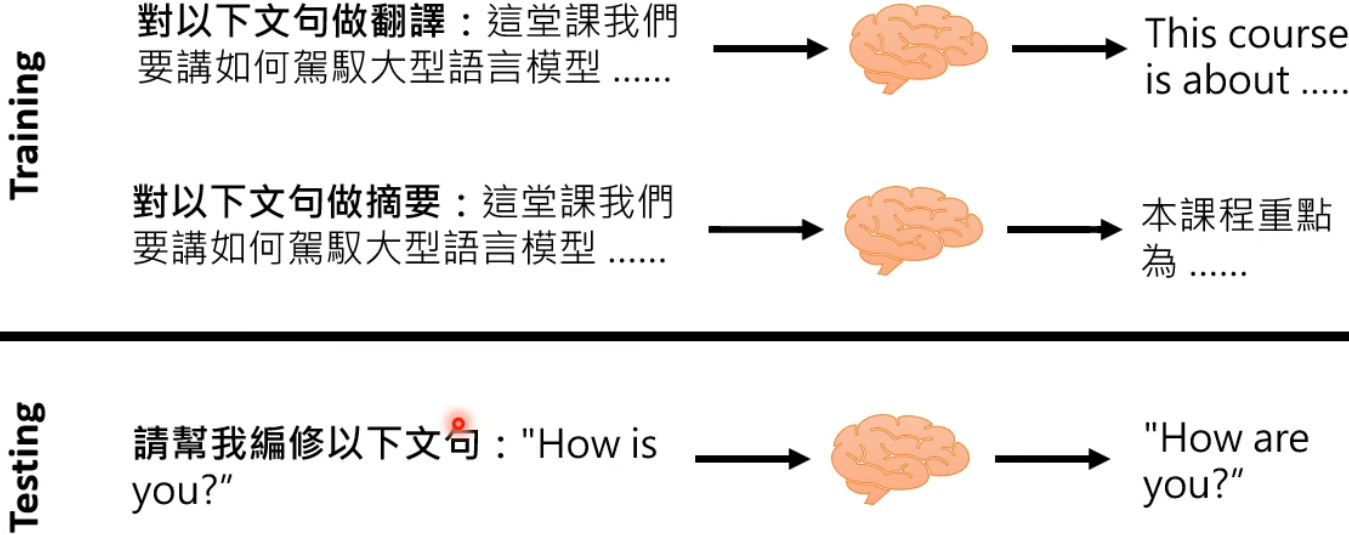 Training
對以下文句做翻譯：這堂課我們
要講如何駕馭大型語言模型 ......
This course
is about .....
對以下文句做摘要：這堂課我們
要講如何駕馭大型語言模型 ......
本課程重點
為 ......
Testing
請幫我編修以下文句："How is
you?”
"How are
you?”